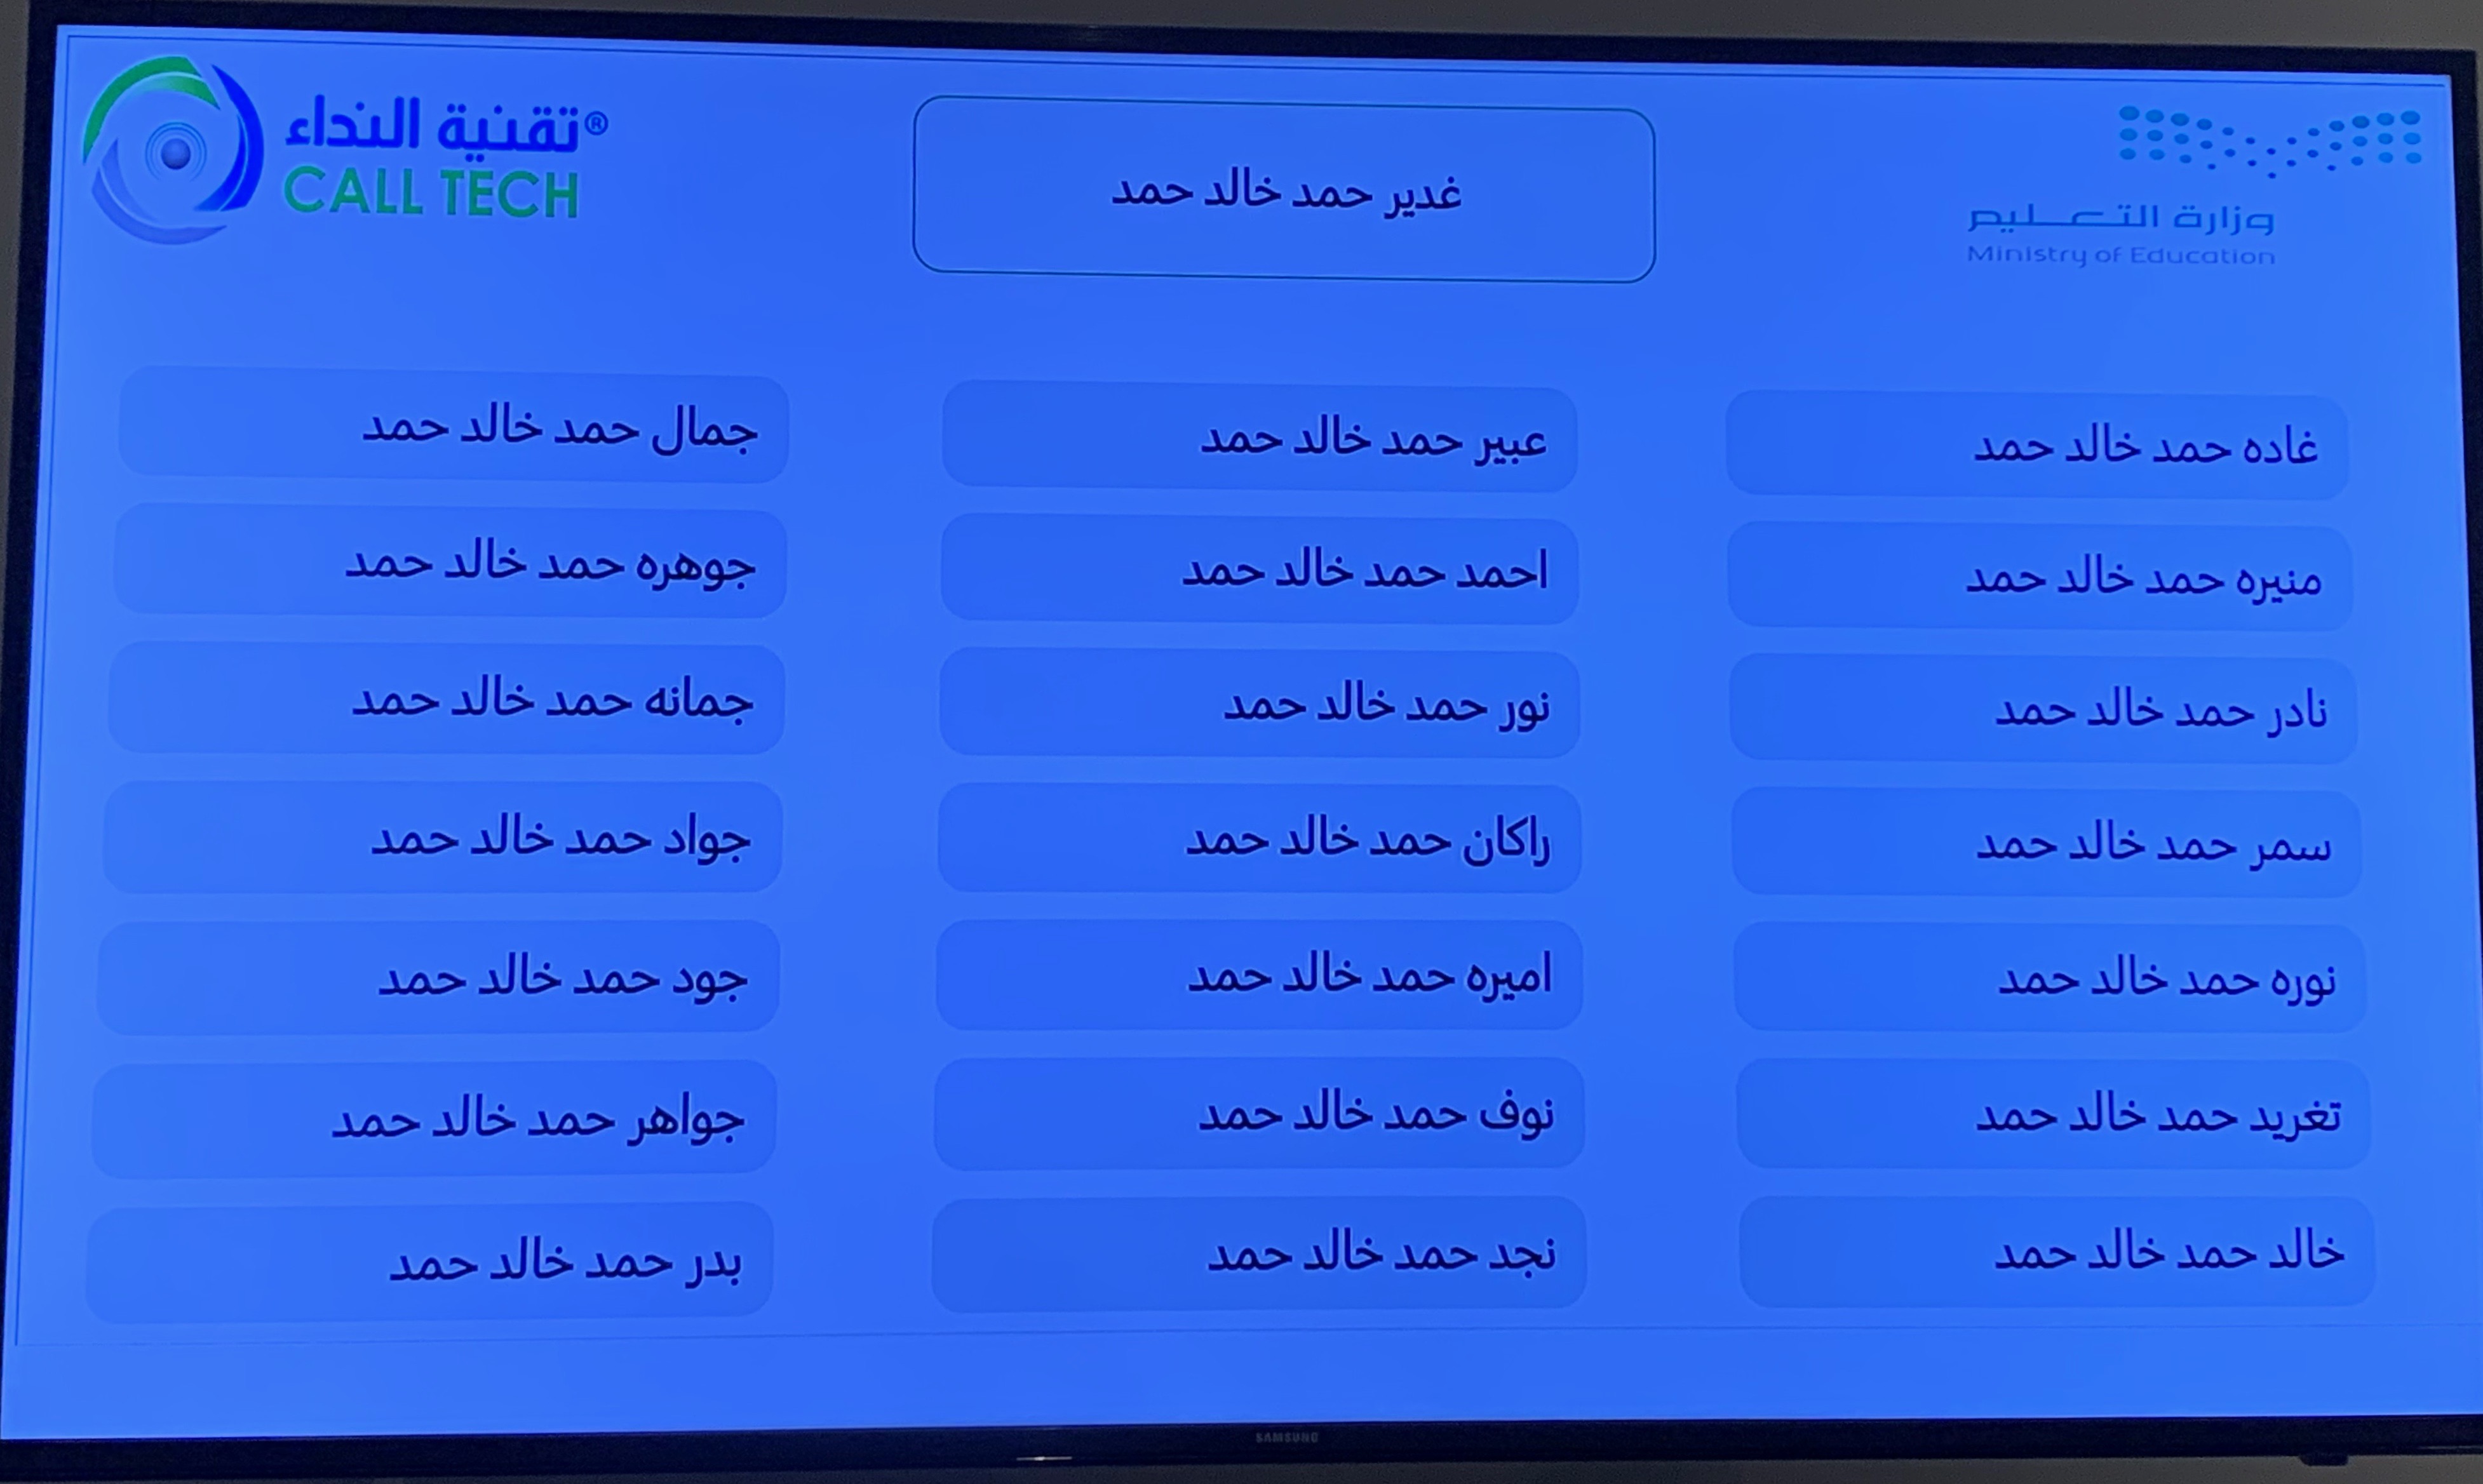 تقنية النداء®
CALL TECH
غدير حمد خالد حمد
وزارة التعليم
Ministry of Education
غاده حمد خالد حمد
عبير حمد خالد حمد
جمال حمد خالد حمد
منيره حمد خالد حمد
احمد حمد خالد حمد
جوهره حمد خالد حمد
نادر حمد خالد حمد
نور حمد خالد حمد
جمانه حمد خالد حمد
سمر حمد خالد حمد
راكان حمد خالد حمد
جواد حمد خالد حمد
نوره حمد خالد حمد
اميره حمد خالد حمد
جود حمد خالد حمد
تغريد حمد خالد حمد
نوف حمد خالد حمد
جواهر حمد خالد حمد
خالد حمد خالد حمد
نجد حمد خالد حمد
بدر حمد خالد حمد
SAMSUNG